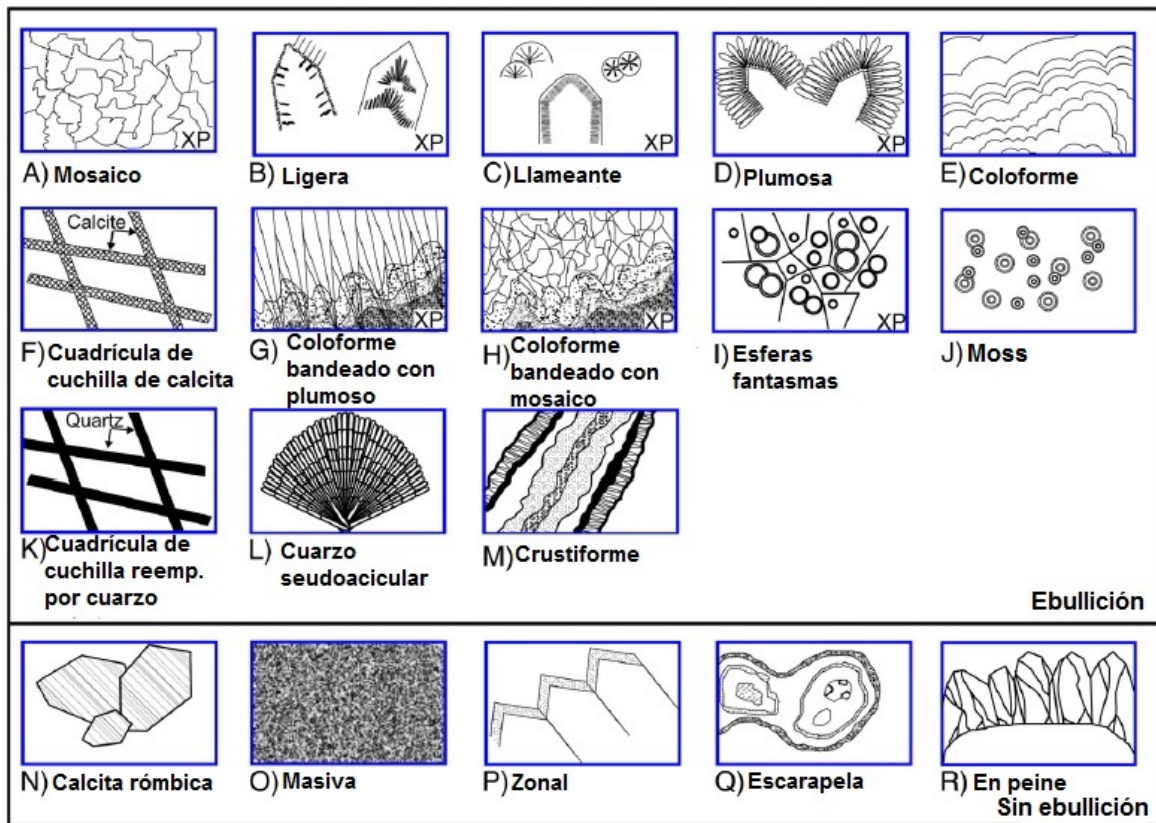 XP
A) Mosaico
XP
B) Ligera
XP
C) Llameante
XP
D) Plumosa
E) Coloforme
Calcite
F) Cuadrícula de
cuchilla de calcita
XP
G) Coloforme
bandeado con
plumoso
XP
H) Coloforme
bandeado con
mosaico
XP
I) Esferas
fantasmas
J) Moss
Quartz
K) Cuadrícula de
cuchilla reemp.
por cuarzo
L) Cuarzo
seudoacicular
M) Crustiforme
Ebullición
N) Calcita rómbica
O) Masiva
P) Zonal
Q) Escarapela
R) En peine
Sin ebullición